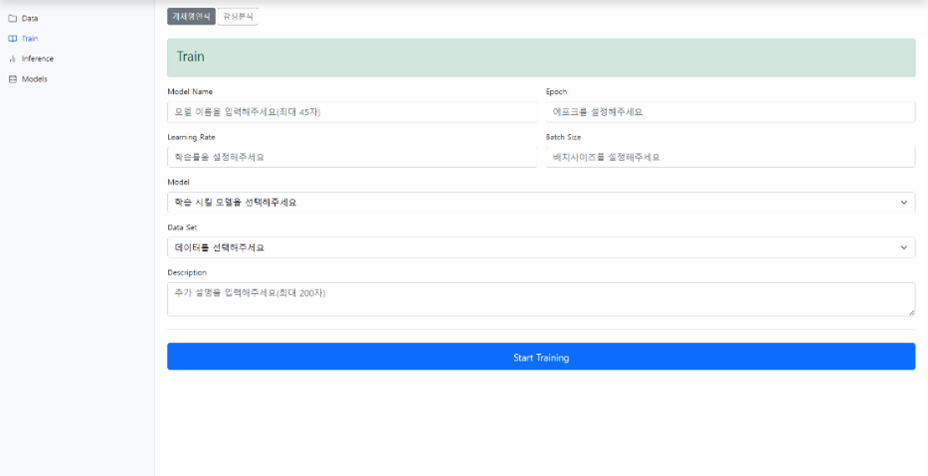 Data
Train
Inference
Models
개체명인식 감성분석
Train
Model Name
모델 이름을 입력해주세요(최대 45자)
Epoch
에포크를 설정해주세요
Learning Rate
학습률을 설정해주세요
Batch Size
배치사이즈를 설정해주세요
Model
학습 시킬 모델을 선택해주세요
Data Set
데이터를 선택해주세요
Description
추가 설명을 입력해주세요(최대 200자)
Start Training